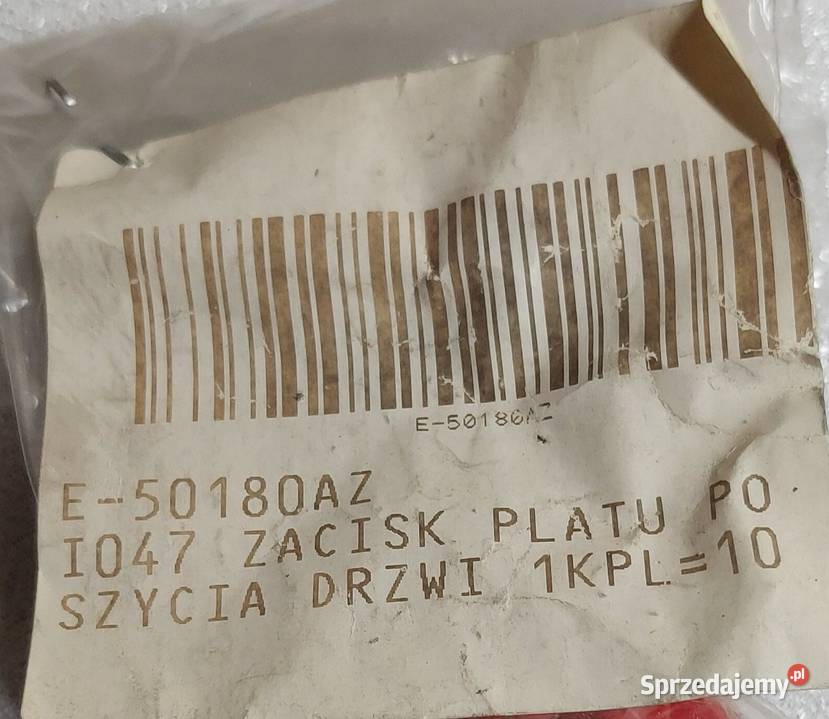 E-50180AZ
E-50180AZ
I047 ZACISK PLATU PO
SZYCIA DRZWI 1KPL=10
Sprzedajemy.pl